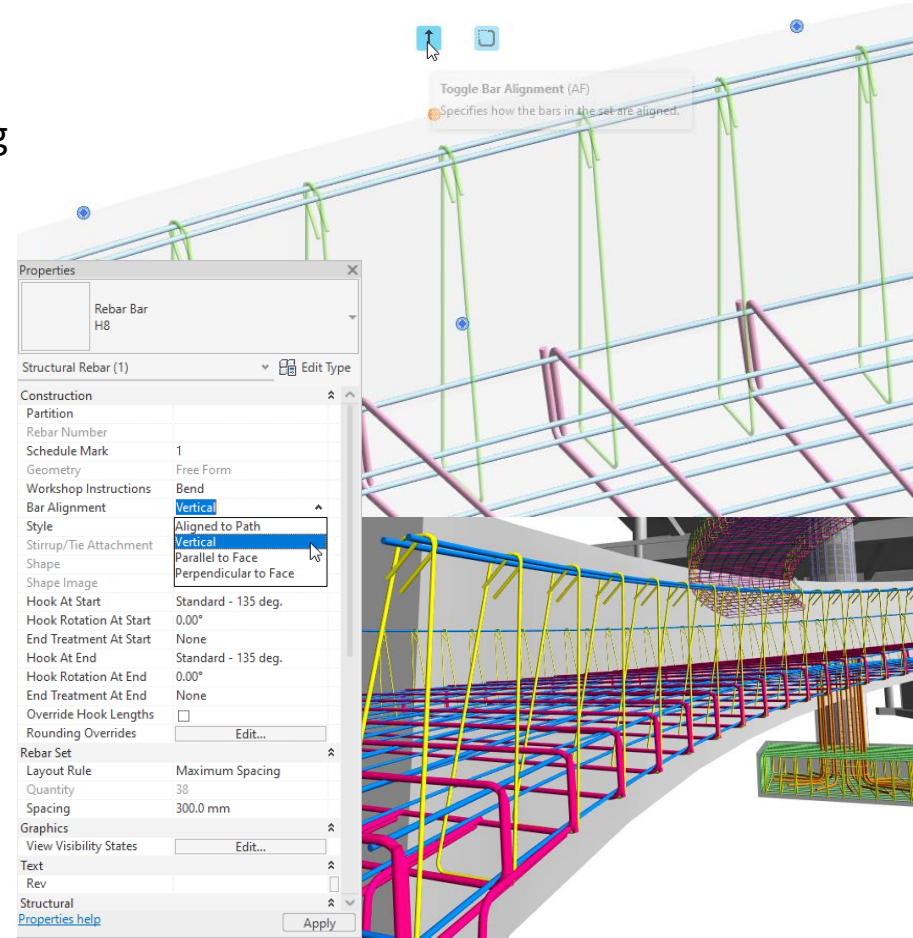 Toggle Bar Alignment (AF)
Specifies how the bars in the set are aligned.
g
Properties
Rebar Bar
H8
Structural Rebar (1) Edit Type
Construction
Partition
Rebar Number
Schedule Mark 1
Geometry Free Form
Workshop Instructions Bend
Bar Alignment Vertical
Style Aligned to Path
Vertical
Stirrup/Tie Attachment
Shape Parallel to Face
Perpendicular to Face
Shape Image
Hook At Start Standard - 135 deg.
Hook Rotation At Start 0.00°
End Treatment At Start None
Hook At End Standard - 135 deg.
Hook Rotation At End 0.00°
End Treatment At End None
Override Hook Lengths
Rounding Overrides Edit...
Rebar Set
Layout Rule Maximum Spacing
Quantity 38
Spacing 300.0 mm
Graphics
View Visibility States Edit...
Text
Rev
Structural
Properties help Apply